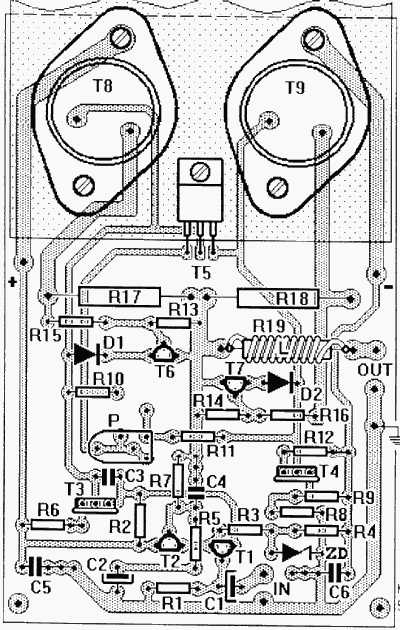 T8 T9
T5
+ -
R17 R18
R13 R19
R15 D1
T6 T7 OUT
R10 D2
R14 R16
P R11 R12
C3 R7 C4 T4
T3 R9
R6 R2 R5 R3 R8 R4
T2 T1 ZD
C5 C2 R1 C1 IN C6